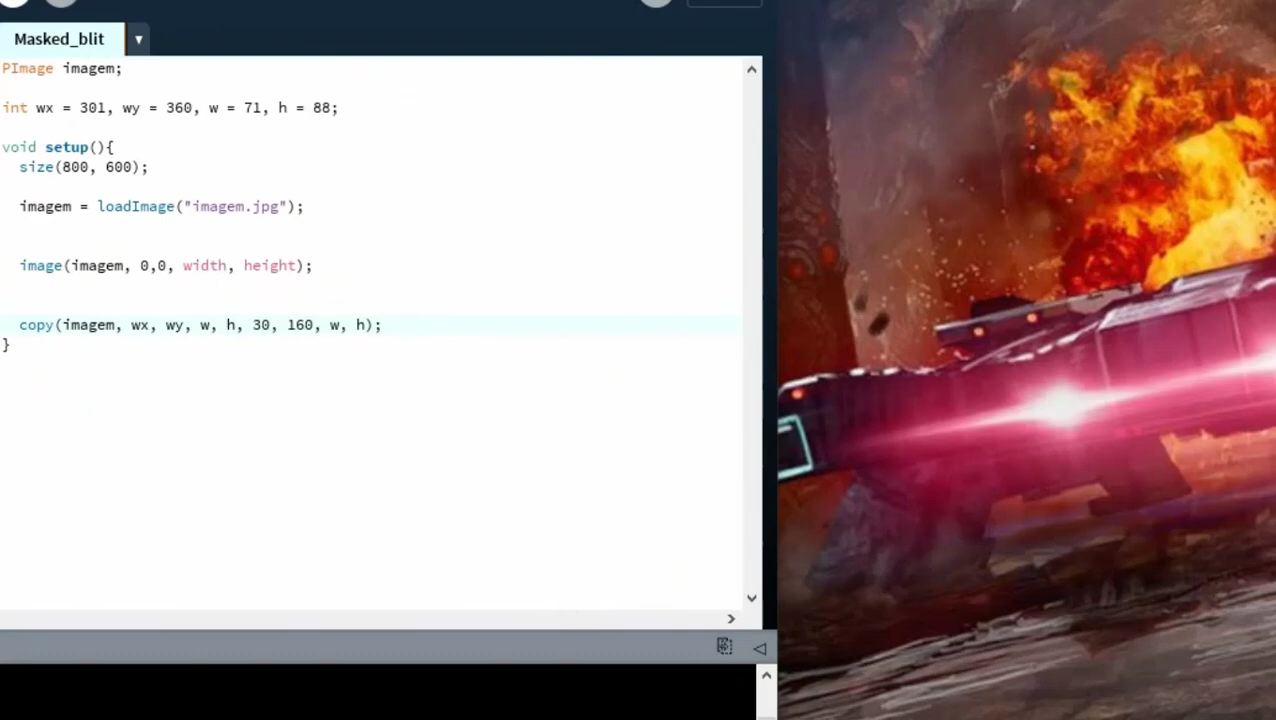 Masked_blit
PImage imagem;
int wx = 301, wy = 360, w = 71, h = 88;
void setup(){
size(800, 600);
imagem = loadImage("imagem.jpg");
image(imagem, 0,0, width, height);
copy(imagem, wx, wy, w, h, 30, 160, w, h);
}